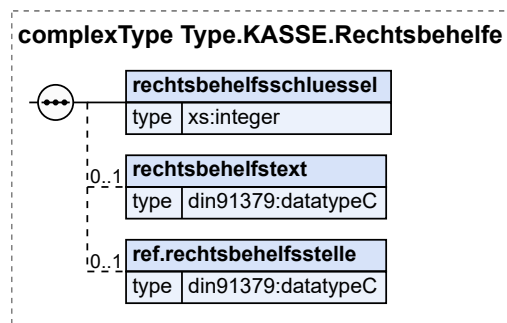 complexType Type.KASSE.Rechtsbehelfe
rechtsbehelfsschluessel
type xs:integer
0..1
rechtsbehelfstext
type din91379:datatypeC
0..1
ref.rechtsbehelfsstelle
type din91379:datatypeC